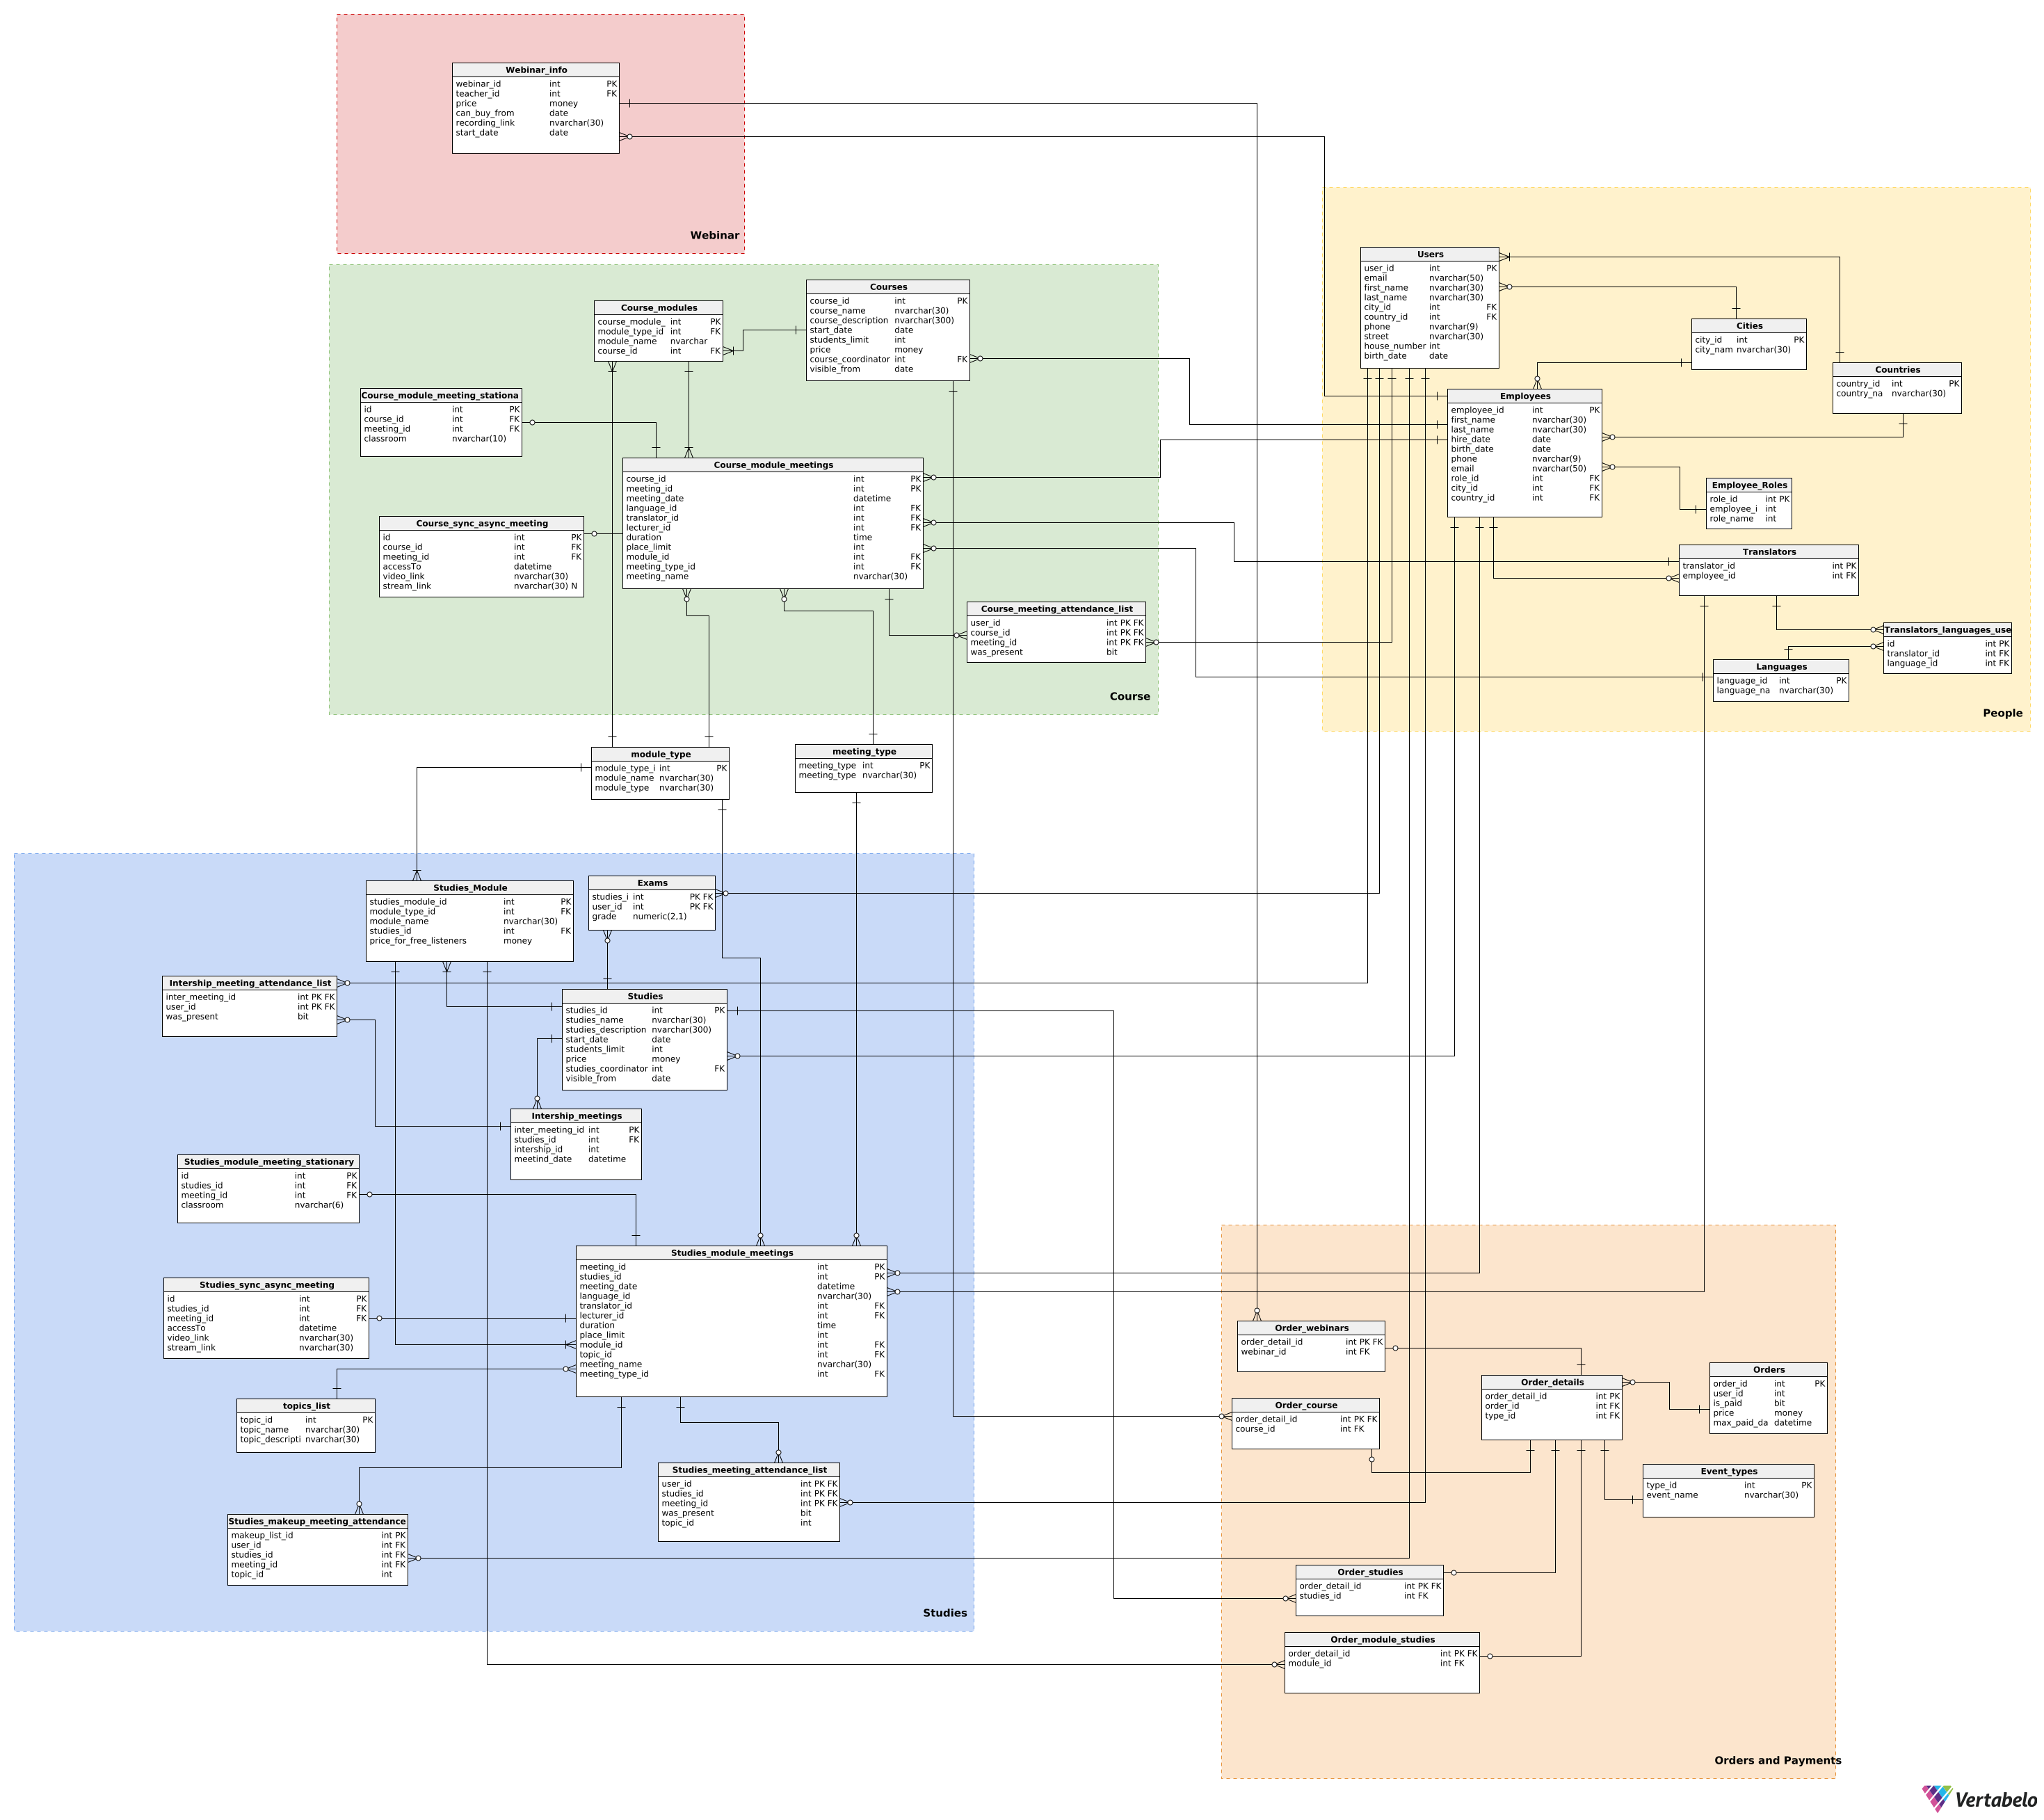 Webinar_info
webinar_id int PK
teacher_id int FK
price money
can_buy_from date
recording_link nvarchar(30)
start_date date
Webinar
Courses
course_id int PK
course_name nvarchar(30)
course_description nvarchar(300)
start_date date
students_limit int
price money
course_coordinator int FK
visible_from date
Course_modules
course_module_ int PK
module_type_id int FK
module_name nvarchar
course_id int FK
Course_module_meeting_stationa
id int PK
course_id int FK
meeting_id int FK
classroom nvarchar(10)
Course_module_meetings
course_id int PK
meeting_id int PK
meeting_date datetime
language_id int FK
translator_id int FK
lecturer_id int FK
duration time
place_limit int
module_id int FK
meeting_type_id int FK
meeting_name nvarchar(30)
Course_sync_async_meeting
id int PK
course_id int FK
meeting_id int FK
accessTo datetime
video_link nvarchar(30)
stream_link nvarchar(30) N
Course_meeting_attendance_list
user_id int PK FK
course_id int PK FK
meeting_id int PK FK
was_present bit
Course
Users
user_id int PK
email nvarchar(50)
first_name nvarchar(30)
last_name nvarchar(30)
city_id int FK
country_id int FK
phone nvarchar(9)
street nvarchar(30)
house_number int
birth_date date
Cities
city_id int PK
city_nam nvarchar(30)
Countries
country_id int PK
country_na nvarchar(30)
Employees
employee_id int PK
first_name nvarchar(30)
last_name nvarchar(30)
hire_date date
birth_date date
phone nvarchar(9)
email nvarchar(50)
role_id int FK
city_id int FK
country_id int FK
Employee_Roles
role_id int PK
employee_i int
role_name int
Translators
translator_id int PK
employee_id int FK
Translators_languages_use
id int PK
translator_id int FK
language_id int FK
Languages
language_id int PK
language_na nvarchar(30)
People
module_type
module_type_i int PK
module_name nvarchar(30)
module_type nvarchar(30)
meeting_type
meeting_type int PK
meeting_type nvarchar(30)
Studies_Module
studies_module_id int PK
module_type_id int FK
module_name nvarchar(30)
studies_id int FK
price_for_free_listeners money
Exams
studies_i int PK FK
user_id int PK FK
grade numeric(2,1)
Intership_meeting_attendance_list
inter_meeting_id int PK FK
user_id int PK FK
was_present bit
Studies
studies_id int PK
studies_name nvarchar(30)
studies_description nvarchar(300)
start_date date
students_limit int
price money
studies_coordinator int FK
visible_from date
Intership_meetings
inter_meeting_id int PK
studies_id int FK
intership_id int
meetind_date datetime
Studies_module_meeting_stationary
id int PK
studies_id int FK
meeting_id int FK
classroom nvarchar(6)
Studies_module_meetings
meeting_id int PK
studies_id int PK
meeting_date datetime
language_id nvarchar(30)
translator_id int FK
lecturer_id int FK
duration time
place_limit int
module_id int FK
topic_id int FK
meeting_name nvarchar(30)
meeting_type_id int FK
Studies_sync_async_meeting
id int PK
studies_id int FK
meeting_id int FK
accessTo datetime
video_link nvarchar(30)
stream_link nvarchar(30)
topics_list
topic_id int PK
topic_name nvarchar(30)
topic_descripti nvarchar(30)
Studies_meeting_attendance_list
user_id int PK FK
studies_id int PK FK
meeting_id int PK FK
was_present bit
topic_id int
Studies_makeup_meeting_attendance
makeup_list_id int PK
user_id int FK
studies_id int FK
meeting_id int FK
topic_id int
Studies
Order_webinars
order_detail_id int PK FK
webinar_id int FK
Order_course
order_detail_id int PK FK
course_id int FK
Order_details
order_detail_id int PK
order_id int FK
type_id int FK
Orders
order_id int PK
user_id int
is_paid bit
price money
max_paid_da datetime
Event_types
type_id int PK
event_name nvarchar(30)
Order_studies
order_detail_id int PK FK
studies_id int FK
Order_module_studies
order_detail_id int PK FK
module_id int FK
Orders and Payments
Vertabelo